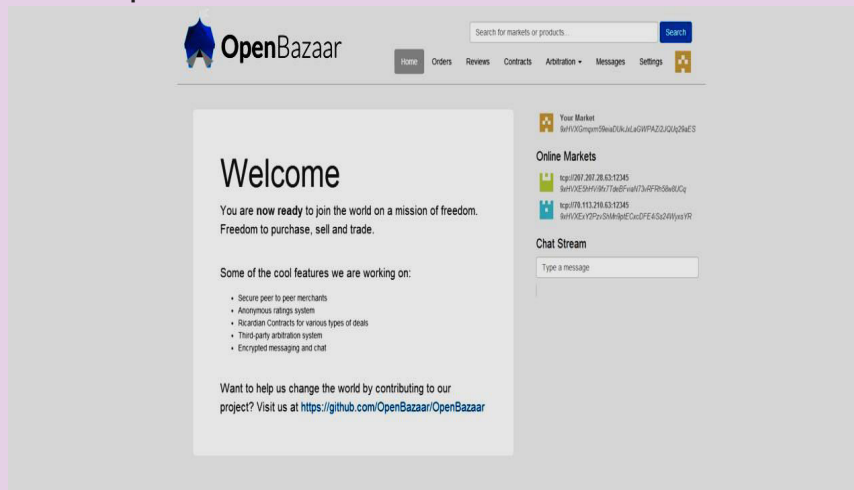 OpenBazaar
Search for markets or products...
Search
Home Orders Reviews Contracts Arbitration Messages Settings
Welcome
You are now ready to join the world on a mission of freedom.
Freedom to purchase, sell and trade.
Some of the cool features we are working on:
• Secure peer to peer merchants
• Anonymous ratings system
• Ricardian Contracts for various types of deals
• Third-party arbitration system
• Encrypted messaging and chat
Want to help us change the world by contributing to our
project? Visit us at https://github.com/OpenBazaar/OpenBazaar
Your Market
Online Markets
tcp://207.207.28.63:12345
tcp://70.113.210.63:12345
Chat Stream
Type a message